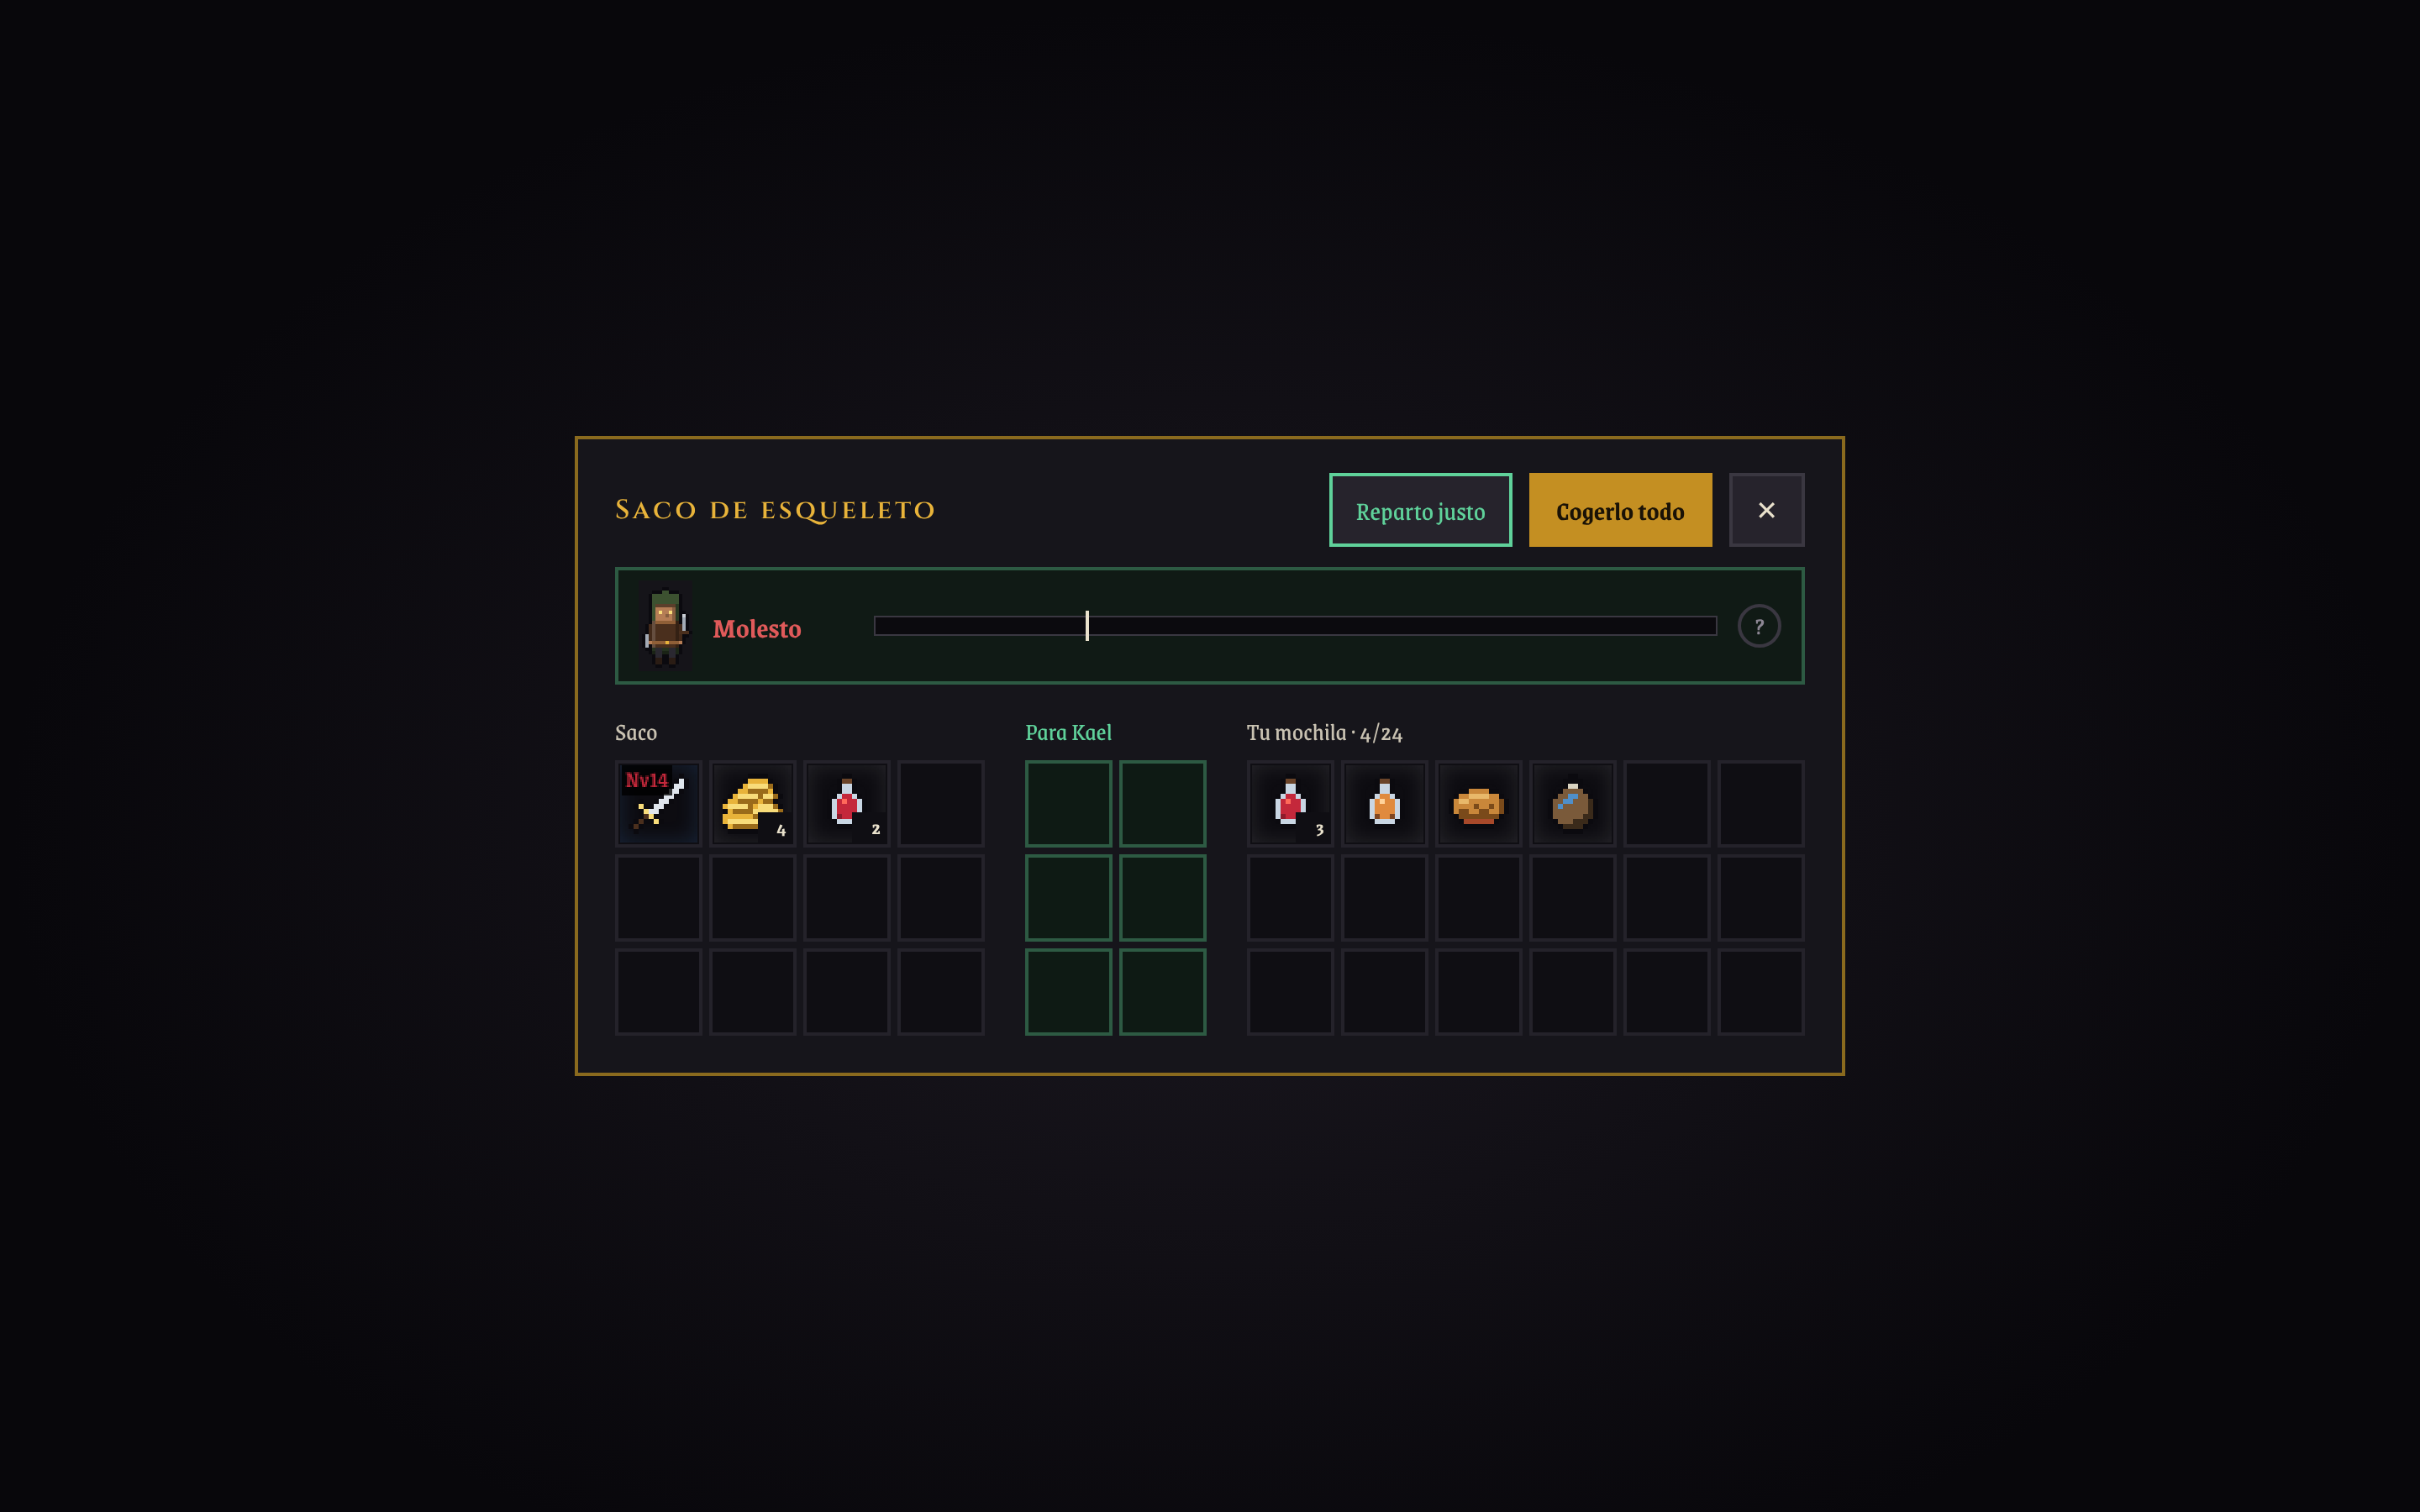 Saco de esqueleto
Reparto justo
Cogerlo todo
✕
Molesto
?
Saco
Para Kael
Tu mochila · 4/24
Nv14
4
2
3